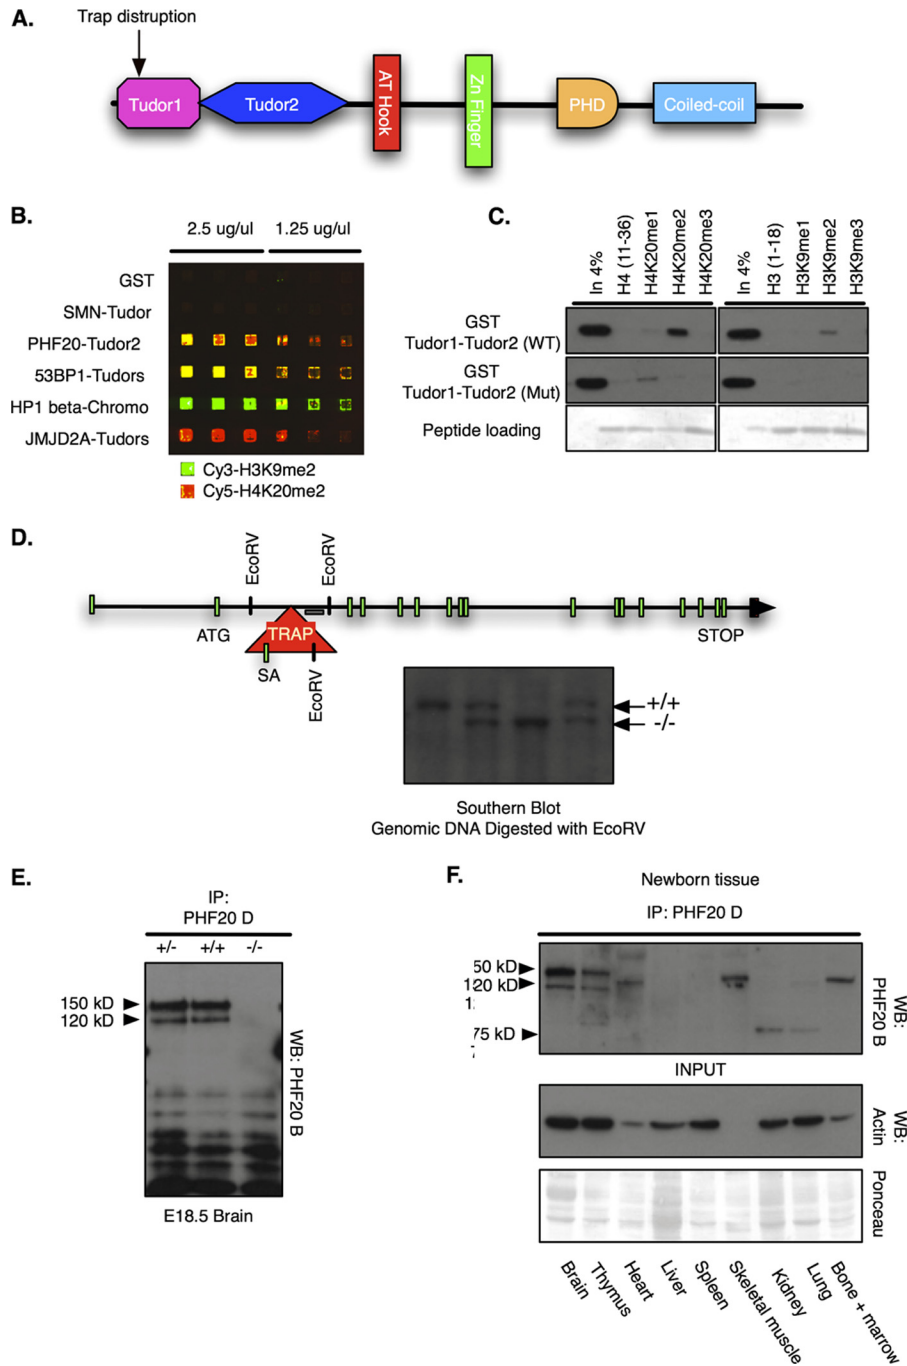 A.
Trap distruption
Tudor1
Tudor2
AT Hook
Zn Finger
PHD
Coiled-coil
B.
2.5 ug/ul
1.25 ug/ul
GST
SMN-Tudor
PHF20-Tudor2
53BP1-Tudors
HP1 beta-Chromo
JMJD2A-Tudors
Cy3-H3K9me2
Cy5-H4K20me2
C.
In 4%
H4 (11-36)
H4K20me1
H4K20me2
H4K20me3
In 4%
H3 (1-18)
H3K9me1
H3K9me2
H3K9me3
GST
Tudor1-Tudor2 (WT)
GST
Tudor1-Tudor2 (Mut)
Peptide loading
D.
EcoRV
EcoRV
ATG
TRAP
STOP
SA
EcoRV
+/+
-/-
Southern Blot
Genomic DNA Digested with EcoRV
E.
IP:
PHF20 D
+/-
+/+
-/-
150 kD
120 kD
WB: PHF20 B
E18.5 Brain
F.
Newborn tissue
IP: PHF20 D
50 kD
120 kD
75 kD
WB:
PHF20 B
INPUT
WB:
Actin
Ponceau
Brain
Thymus
Heart
Liver
Spleen
Skeletal muscle
Kidney
Lung
Bone + marrow